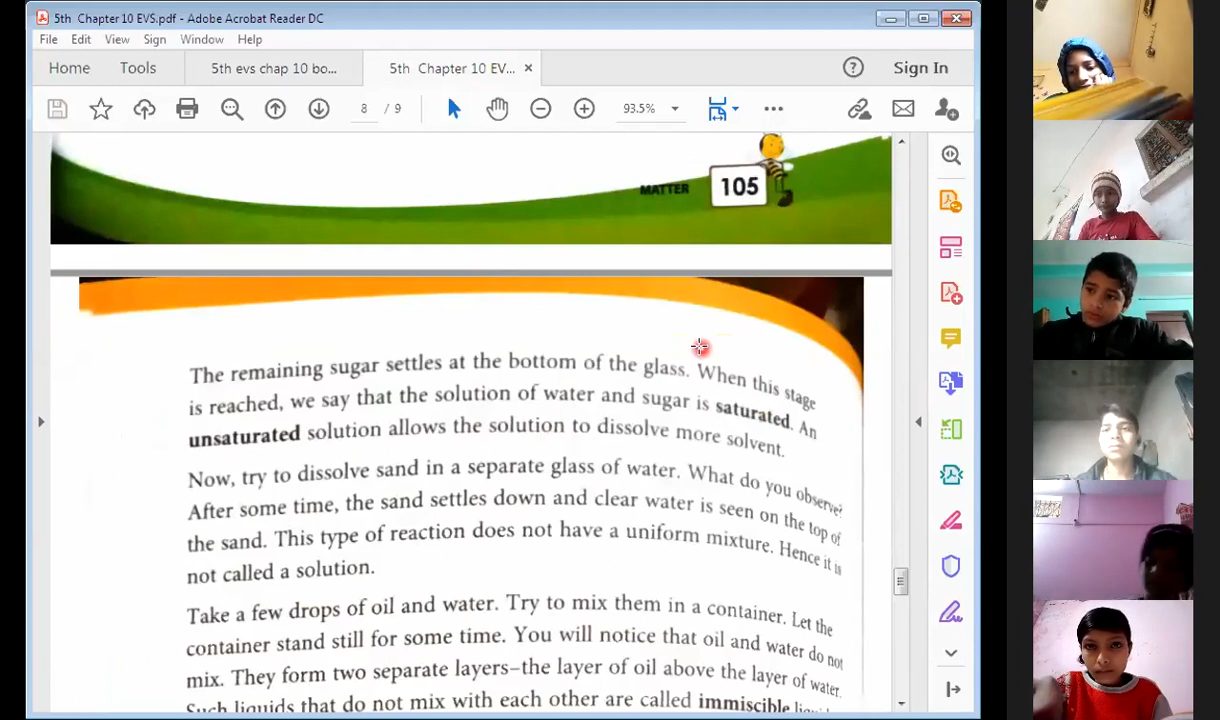 5th Chapter 10 EVS.pdf - Adobe Acrobat Reader DC
File Edit View Sign Window Help
Home Tools 5th evs chap 10 bo... 5th Chapter 10 EV... × ? Sign In
8 / 9 93.5%
MATTER 105
The remaining sugar settles at the bottom of the glass. When this stage
is reached, we say that the solution of water and sugar is saturated. An
unsaturated solution allows the solution to dissolve more solvent.
Now, try to dissolve sand in a separate glass of water. What do you observe?
After some time, the sand settles down and clear water is seen on the top of
the sand. This type of reaction does not have a uniform mixture. Hence it is
not called a solution.
Take a few drops of oil and water. Try to mix them in a container. Let the
container stand still for some time. You will notice that oil and water do not
mix. They form two separate layers–the layer of oil above the layer of water.
Such liquids that do not mix with each other are called immiscible